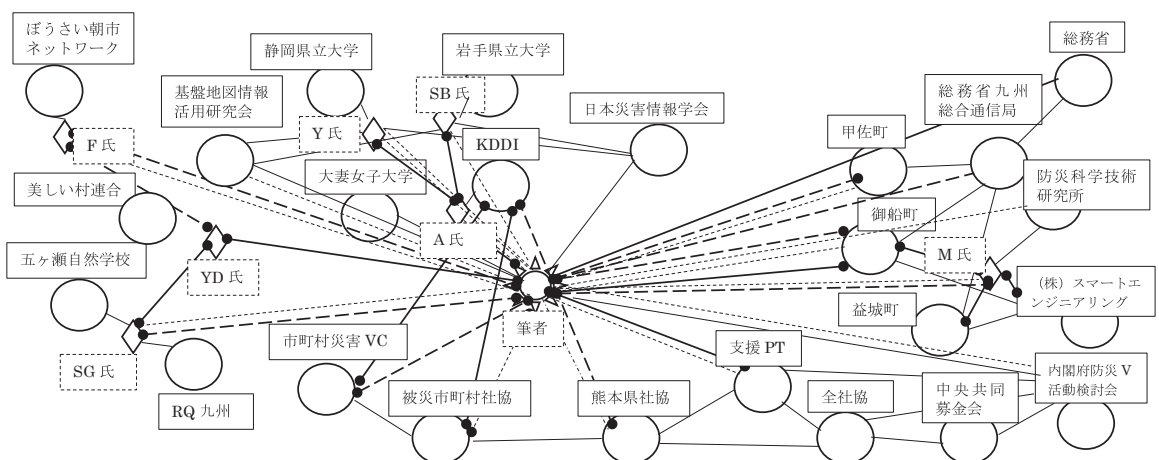 ぼうさい朝市
ネットワーク
静岡県立大学
岩手県立大学
総務省
基盤地図情報
活用研究会
SB 氏
日本災害情報学会
総務省九州
総合通信局
Y 氏
F 氏
KDDI
甲佐町
大妻女子大学
防災科学技術
研究所
美しい村連合
御船町
A 氏
M 氏
五ヶ瀬自然学校
YD 氏
(株)スマートエ
ンジニアリング
益城町
筆者
市町村災害 VC
支援 PT
SG 氏
内閣府防災 V
活動検討会
RQ 九州
被災市町村社協
熊本県社協
全社協
中央共同
募金会